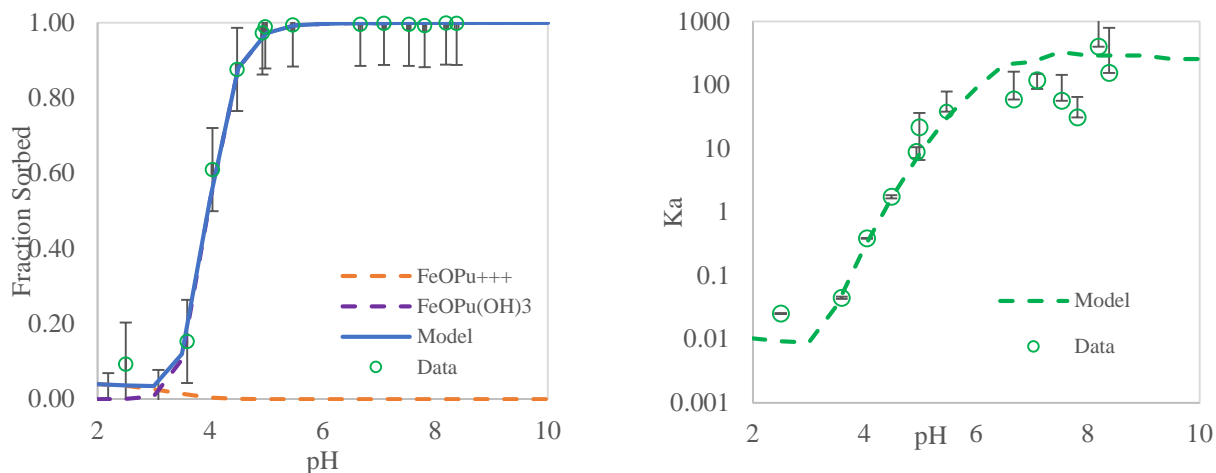 1.00
0.80
0.60
0.40
0.20
0.00
Fraction Sorbed
FeOPu+++
FeOPu(OH)3
Model
Data
2 4 6 8 10
pH
1000
100
10
1
0.1
0.01
0.001
Ka
Model
Data
2 4 6 8 10
pH